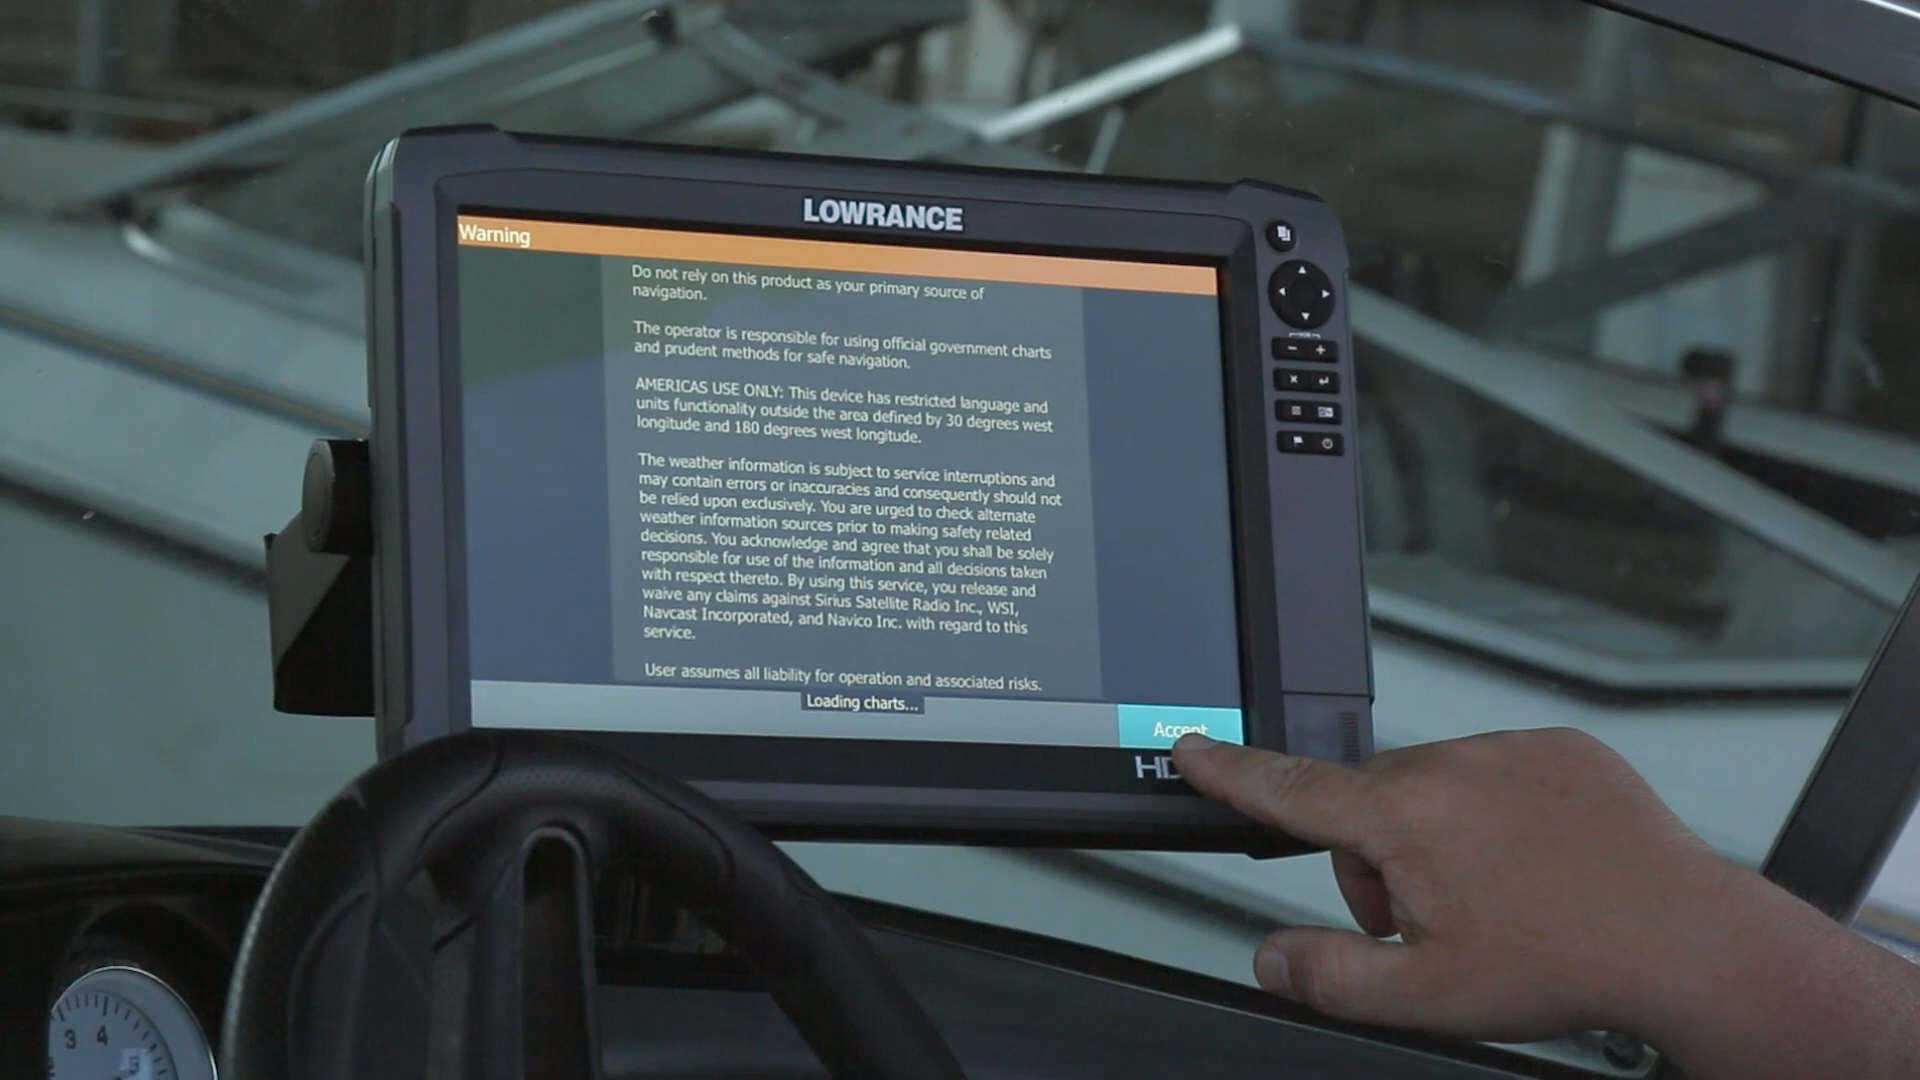 LOWRANCE
Warning
Do not rely on this product as your primary source of
navigation.
The operator is responsible for using official government charts
and prudent methods for safe navigation.
AMERICAS USE ONLY: This device has restricted language and
units functionality outside the area defined by 30 degrees west
longitude and 180 degrees west longitude.
The weather information is subject to service interruptions and
may contain errors or inaccuracies and consequently should not
be relied upon exclusively. You are urged to check alternate
weather information sources prior to making safety related
decisions. You acknowledge and agree that you shall be solely
responsible for use of the information and all decisions taken
with respect thereto. By using this service, you release and
waive any claims against Sirius Satellite Radio Inc., WSI,
Navcast Incorporated, and Navico Inc. with regard to this
service.
User assumes all liability for operation and associated risks.
Loading charts...
Accept
HD
3 4